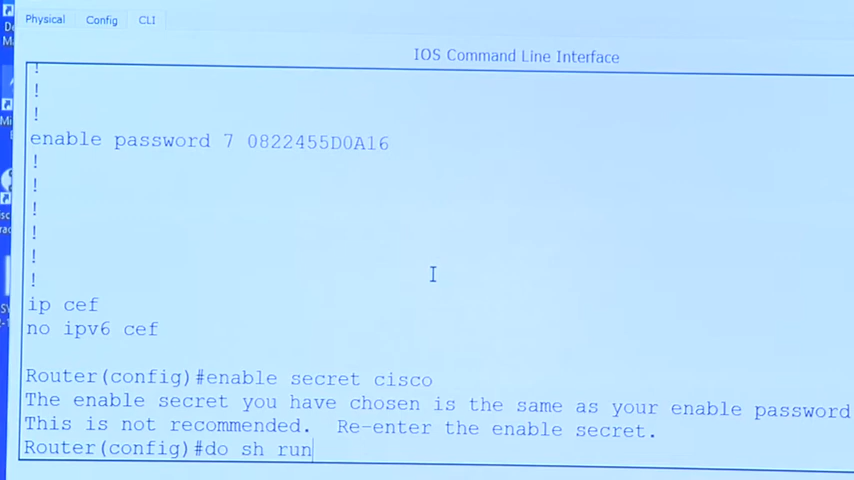 Physical Config CLI
IOS Command Line Interface
!
!
!
enable password 7 0822455D0A16
!
!
!
!
!
!
ip cef
no ipv6 cef
Router(config)#enable secret cisco
The enable secret you have chosen is the same as your enable password
This is not recommended. Re-enter the enable secret.
Router(config)#do sh run